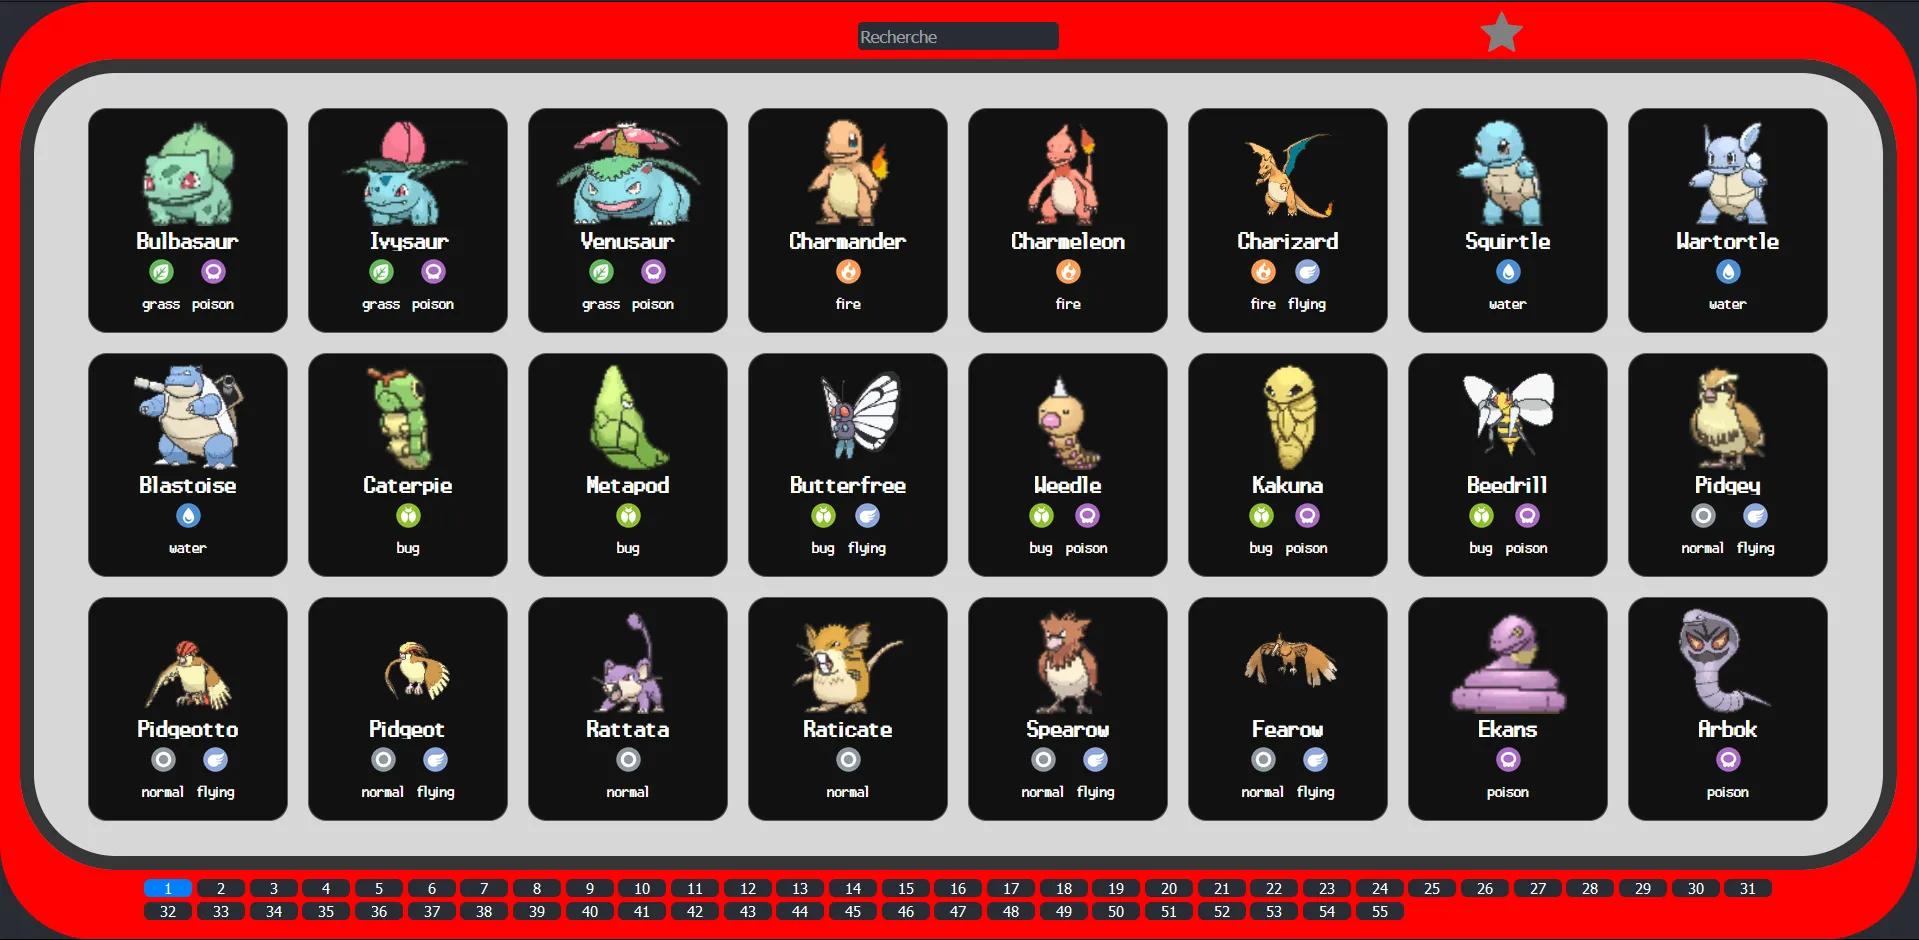 Recherche
Bulbasaur Ivysaur Venusaur Charmander Charmeleon Charizard Squirtle Wartortle
grass poison grass poison grass poison fire fire fire flying water water
Blastoise Caterpie Metapod Butterfree Weedle Kakuna Beedrill Pidgey
water bug bug bug flying bug poison bug poison bug poison normal flying
Pidgeotto Pidgeot Rattata Raticate Spearow Fearow Ekans Arbok
normal flying normal flying normal normal normal flying normal flying poison poison
1 2 3 4 5 6 7 8 9 10 11 12 13 14 15 16 17 18 19 20 21 22 23 24 25 26 27 28 29 30 31
32 33 34 35 36 37 38 39 40 41 42 43 44 45 46 47 48 49 50 51 52 53 54 55